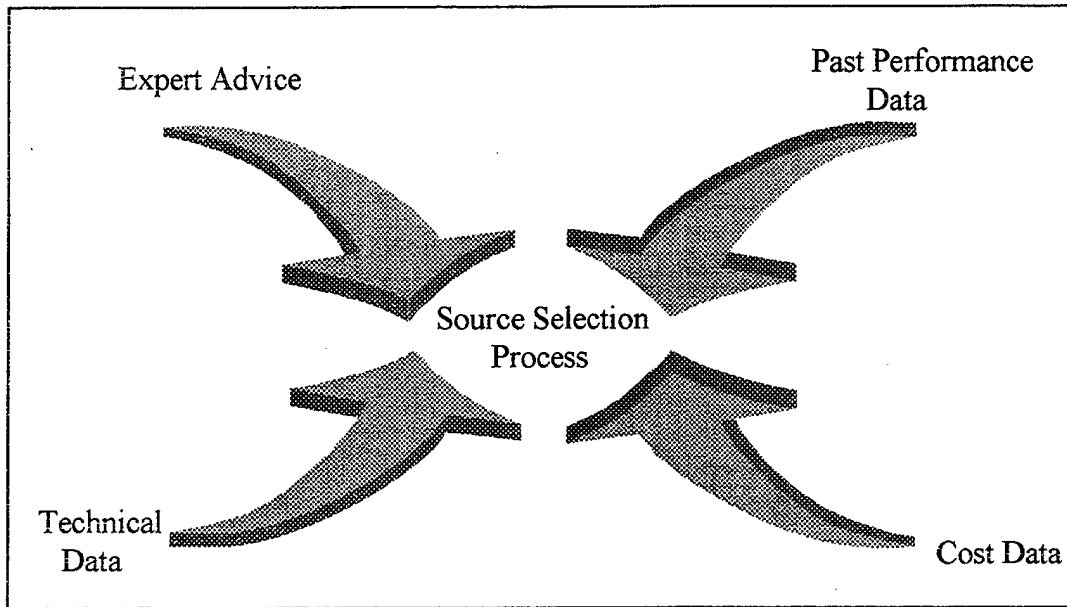 Expert Advice
Past Performance
Data
Source Selection
Process
Technical
Data
Cost Data